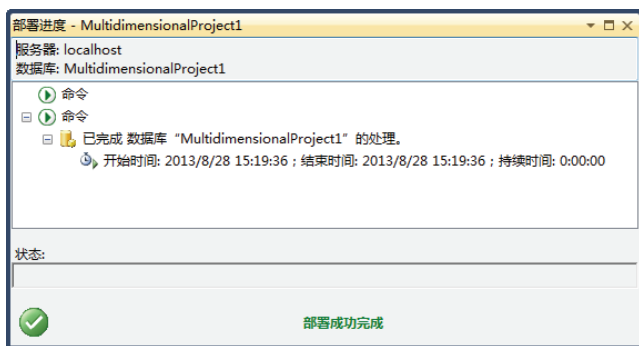 部署进度 - MultidimensionalProject1
服务器: localhost
数据库: MultidimensionalProject1
命令
命令
已完成 数据库 “MultidimensionalProject1” 的处理。
开始时间: 2013/8/28 15:19:36；结束时间: 2013/8/28 15:19:36；持续时间: 0:00:00
状态:
部署成功完成